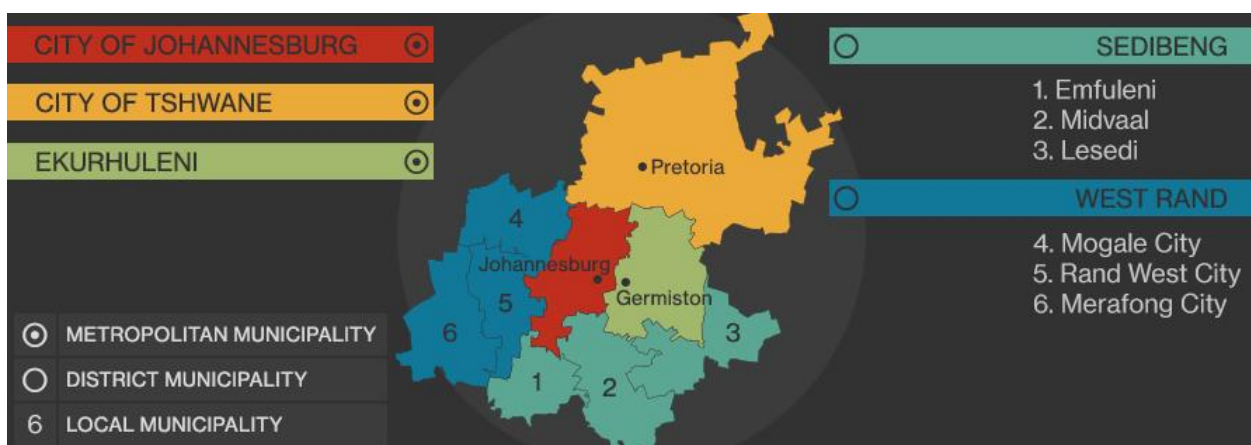 CITY OF JOHANNESBURG
CITY OF TSHWANE
EKURHULENI
METROPOLITAN MUNICIPALITY
DISTRICT MUNICIPALITY
6 LOCAL MUNICIPALITY
Pretoria
4
Johannesburg
Germiston
5
6
3
1
2
SEDIBENG
1. Emfuleni
2. Midvaal
3. Lesedi
WEST RAND
4. Mogale City
5. Rand West City
6. Merafong City